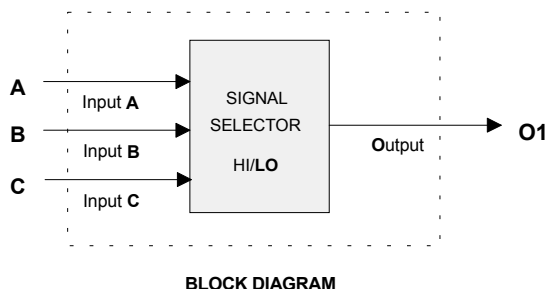 A
Input A
B
Input B
C
Input C
SIGNAL
SELECTOR
HI/LO
Output
O1
BLOCK DIAGRAM